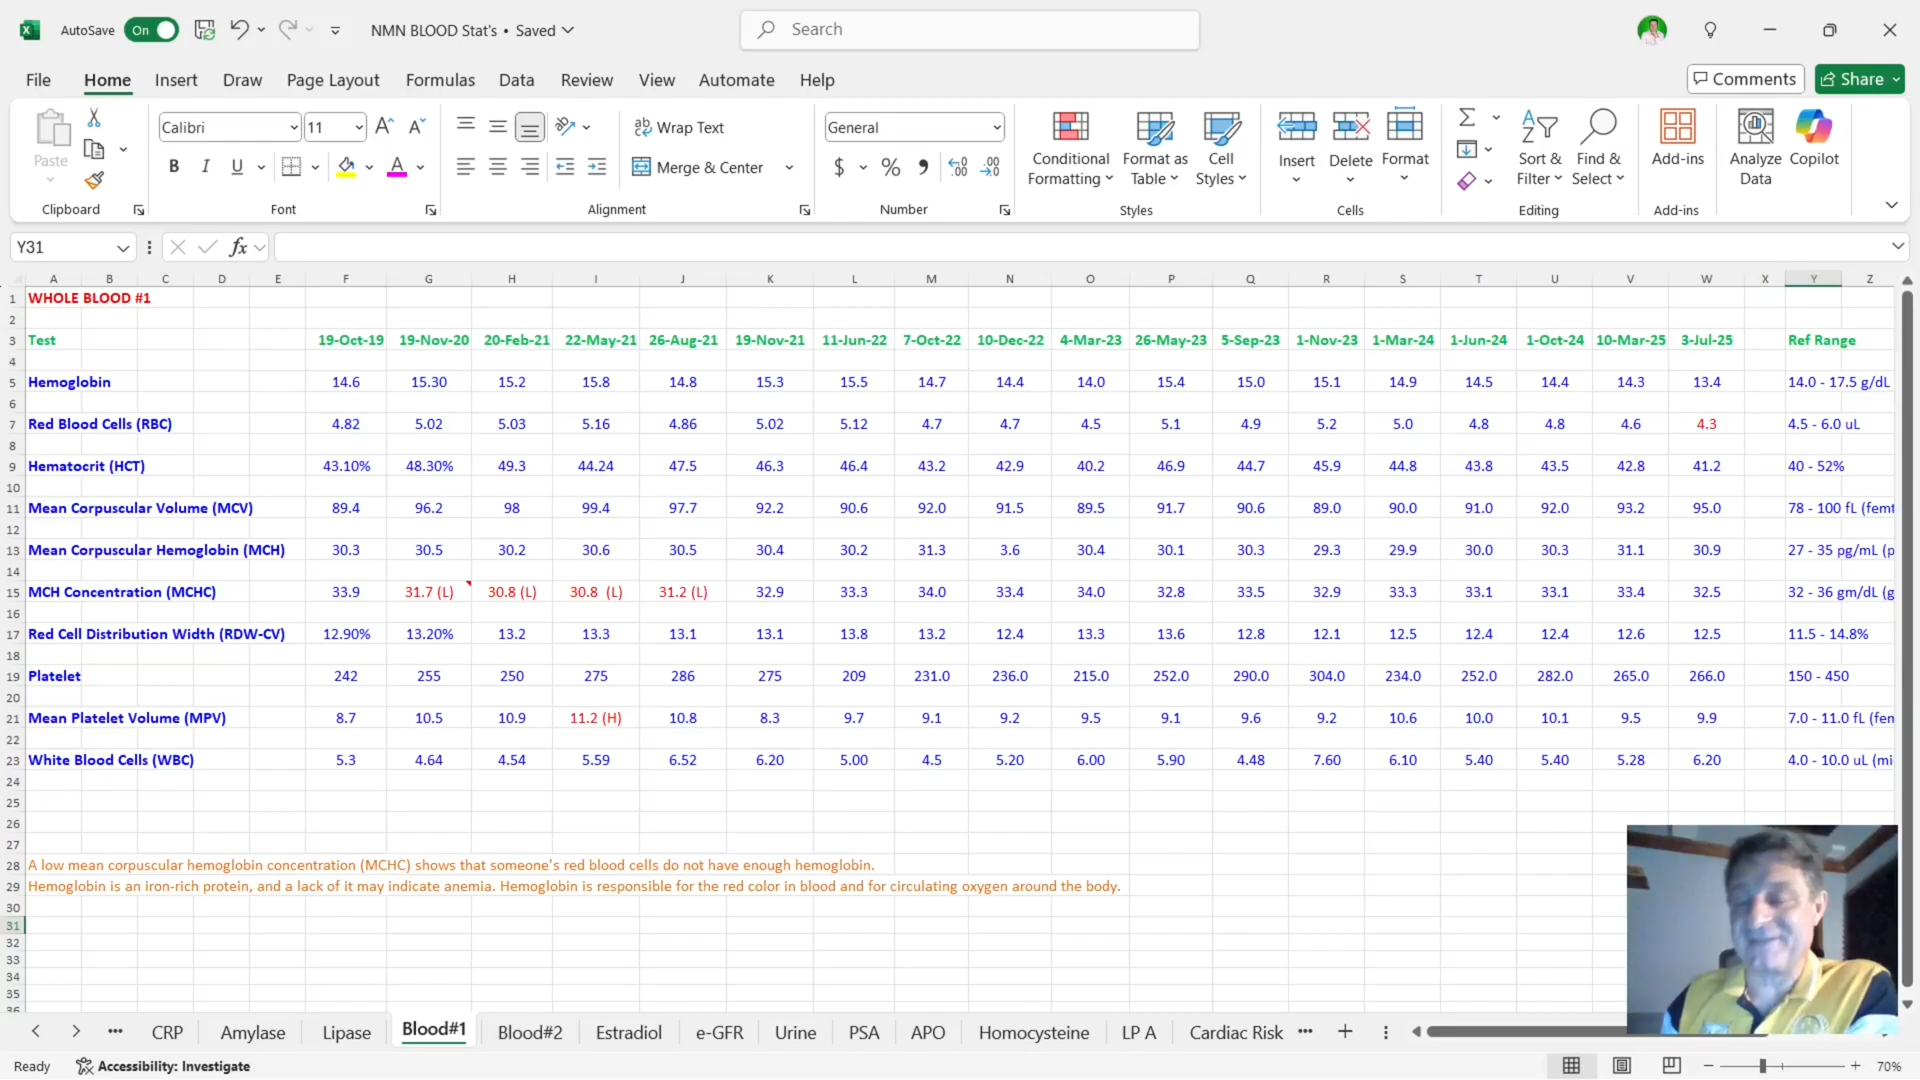 AutoSave On NMN BLOOD Stat's • Saved Search
File Home Insert Draw Page Layout Formulas Data Review View Automate Help Comments Share
Paste Calibri 11 Wrap Text General Conditional Formatting Format as Table Cell Styles Insert Delete Format Sort & Filter Find & Select Add-ins Analyze Data Copilot
B I U Merge & Center $ %
Clipboard Font Alignment Number Styles Cells Editing Add-ins
Y31 fx
A B C D E F G H I J K L M N O P Q R S T U V W X Y Z
1 WHOLE BLOOD #1
2
3 Test 19-Oct-19 19-Nov-20 20-Feb-21 22-May-21 26-Aug-21 19-Nov-21 11-Jun-22 7-Oct-22 10-Dec-22 4-Mar-23 26-May-23 5-Sep-23 1-Nov-23 1-Mar-24 1-Jun-24 1-Oct-24 10-Mar-25 3-Jul-25 Ref Range
4
5 Hemoglobin 14.6 15.30 15.2 15.8 14.8 15.3 15.5 14.7 14.4 14.0 15.4 15.0 15.1 14.9 14.5 14.4 14.3 13.4 14.0 - 17.5 g/dL
6
7 Red Blood Cells (RBC) 4.82 5.02 5.03 5.16 4.86 5.02 5.12 4.7 4.7 4.5 5.1 4.9 5.2 5.0 4.8 4.8 4.6 4.3 4.5 - 6.0 uL
8
9 Hematocrit (HCT) 43.10% 48.30% 49.3 44.24 47.5 46.3 46.4 43.2 42.9 40.2 46.9 44.7 45.9 44.8 43.8 43.5 42.8 41.2 40 - 52%
10
11 Mean Corpuscular Volume (MCV) 89.4 96.2 98 99.4 97.7 92.2 90.6 92.0 91.5 89.5 91.7 90.6 89.0 90.0 91.0 92.0 93.2 95.0 78 - 100 fL (femt
12
13 Mean Corpuscular Hemoglobin (MCH) 30.3 30.5 30.2 30.6 30.5 30.4 30.2 31.3 3.6 30.4 30.1 30.3 29.3 29.9 30.0 30.3 31.1 30.9 27 - 35 pg/mL (p
14
15 MCH Concentration (MCHC) 33.9 31.7 (L) 30.8 (L) 30.8 (L) 31.2 (L) 32.9 33.3 34.0 33.4 34.0 32.8 33.5 32.9 33.3 33.1 33.1 33.4 32.5 32 - 36 gm/dL (g
16
17 Red Cell Distribution Width (RDW-CV) 12.90% 13.20% 13.2 13.3 13.1 13.1 13.8 13.2 12.4 13.3 13.6 12.8 12.1 12.5 12.4 12.4 12.6 12.5 11.5 - 14.8%
18
19 Platelet 242 255 250 275 286 275 209 231.0 236.0 215.0 252.0 290.0 304.0 234.0 252.0 282.0 265.0 266.0 150 - 450
20
21 Mean Platelet Volume (MPV) 8.7 10.5 10.9 11.2 (H) 10.8 8.3 9.7 9.1 9.2 9.5 9.1 9.6 9.2 10.6 10.0 10.1 9.5 9.9 7.0 - 11.0 fL (fem
22
23 White Blood Cells (WBC) 5.3 4.64 4.54 5.59 6.52 6.20 5.00 4.5 5.20 6.00 5.90 4.48 7.60 6.10 5.40 5.40 5.28 6.20 4.0 - 10.0 uL (mi
24
25
26
27
28 A low mean corpuscular hemoglobin concentration (MCHC) shows that someone's red blood cells do not have enough hemoglobin.
29 Hemoglobin is an iron-rich protein, and a lack of it may indicate anemia. Hemoglobin is responsible for the red color in blood and for circulating oxygen around the body.
30
31
32
33
34
35
36
CRP Amylase Lipase Blood#1 Blood#2 Estradiol e-GFR Urine PSA APO Homocysteine LP A Cardiac Risk
Ready Accessibility: Investigate 70%